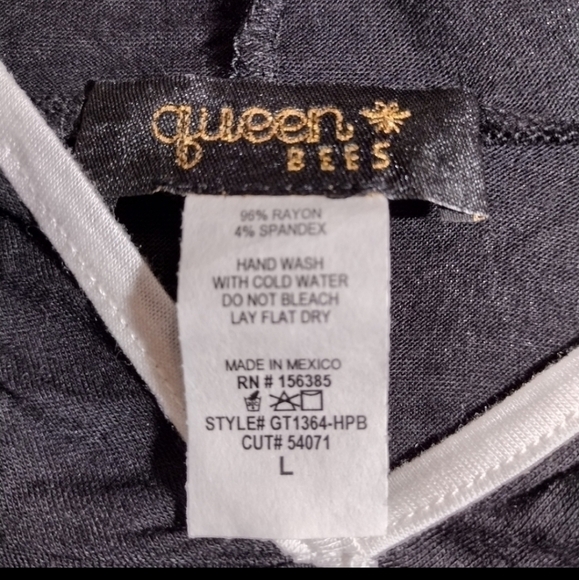 queen
BEES
96% RAYON
4% SPANDEX
HAND WASH
WITH COLD WATER
DO NOT BLEACH
LAY FLAT DRY
MADE IN MEXICO
RN # 156385
STYLE# GT1364-HPB
CUT# 54071
L